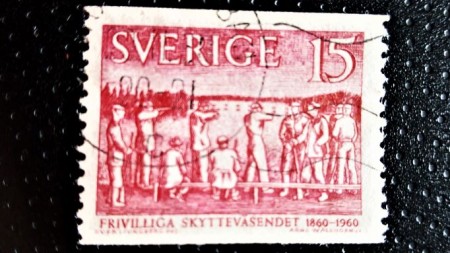 SVERIGE 15
FRIVILLIGA SKYTTEVÄSENDET 1860-1960